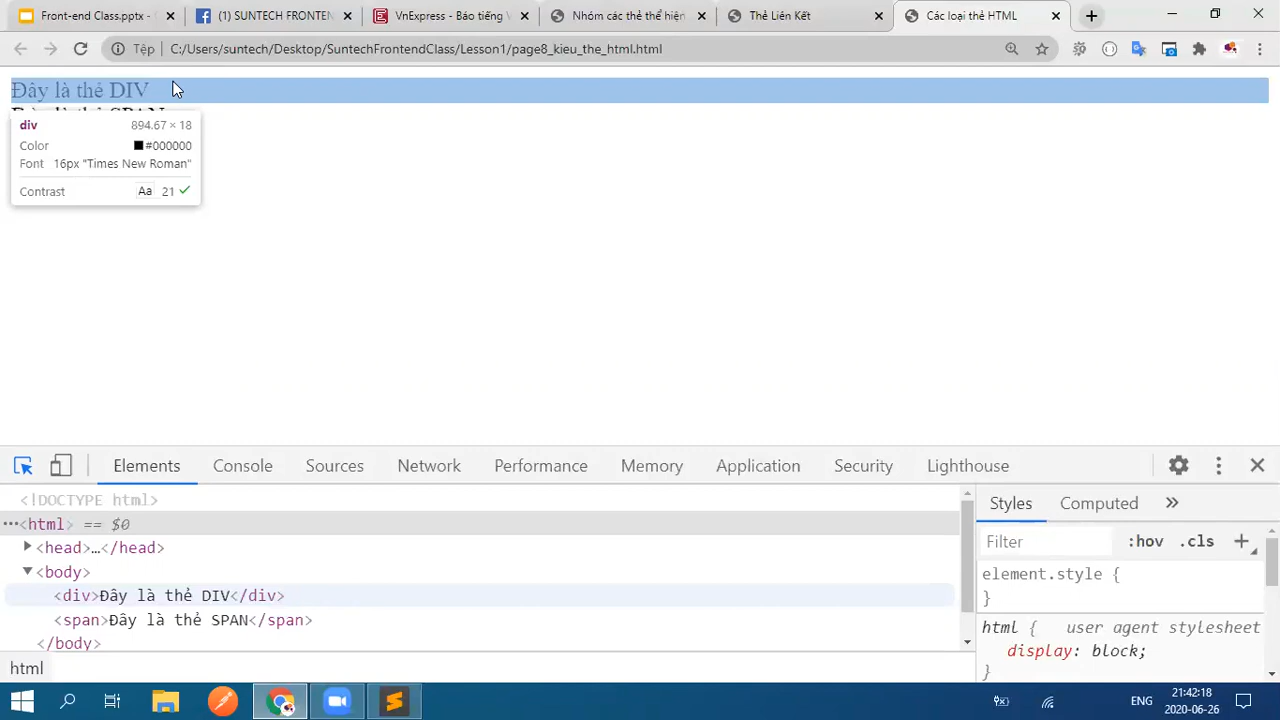 Front-end Class.pptx -
(1) SUNTECH FRONTEN
VnExpress - Báo tiếng V
Nhóm các thẻ thể hiện
Thẻ Liên Kết
Các loại thẻ HTML
Tệp
C:/Users/suntech/Desktop/SuntechFrontendClass/Lesson1/page8_kieu_the_html.html
Đây là thẻ DIV
Đây là thẻ SPAN
div 894.67 × 18
Color #000000
Font 16px "Times New Roman"
Contrast Aa 21
Elements Console Sources Network Performance Memory Application Security Lighthouse
<!DOCTYPE html>
…<html> == $0
<head>…</head>
<body>
<div>Đây là thẻ DIV</div>
<span>Đây là thẻ SPAN</span>
</body>
html
Styles Computed »
Filter :hov .cls +
element.style {
}
html { user agent stylesheet
display: block;
}
ENG
21:42:18
2020-06-26